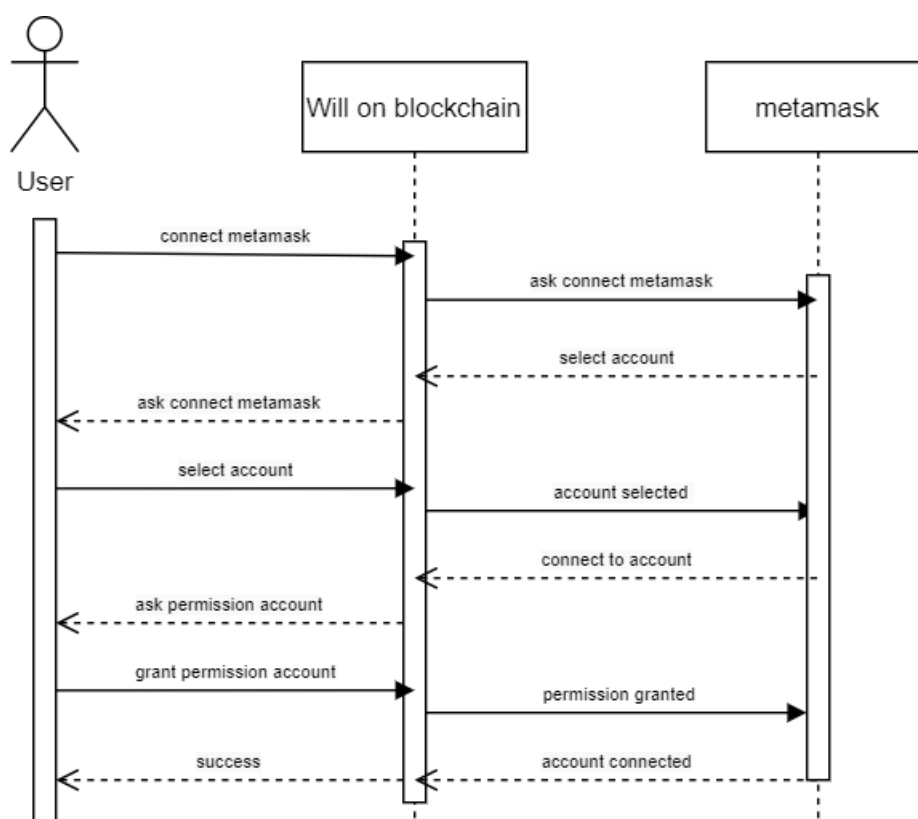 Will on blockchain
metamask
User
connect metamask
ask connect metamask
select account
ask connect metamask
select account
account selected
connect to account
ask permission account
grant permission account
permission granted
success
account connected